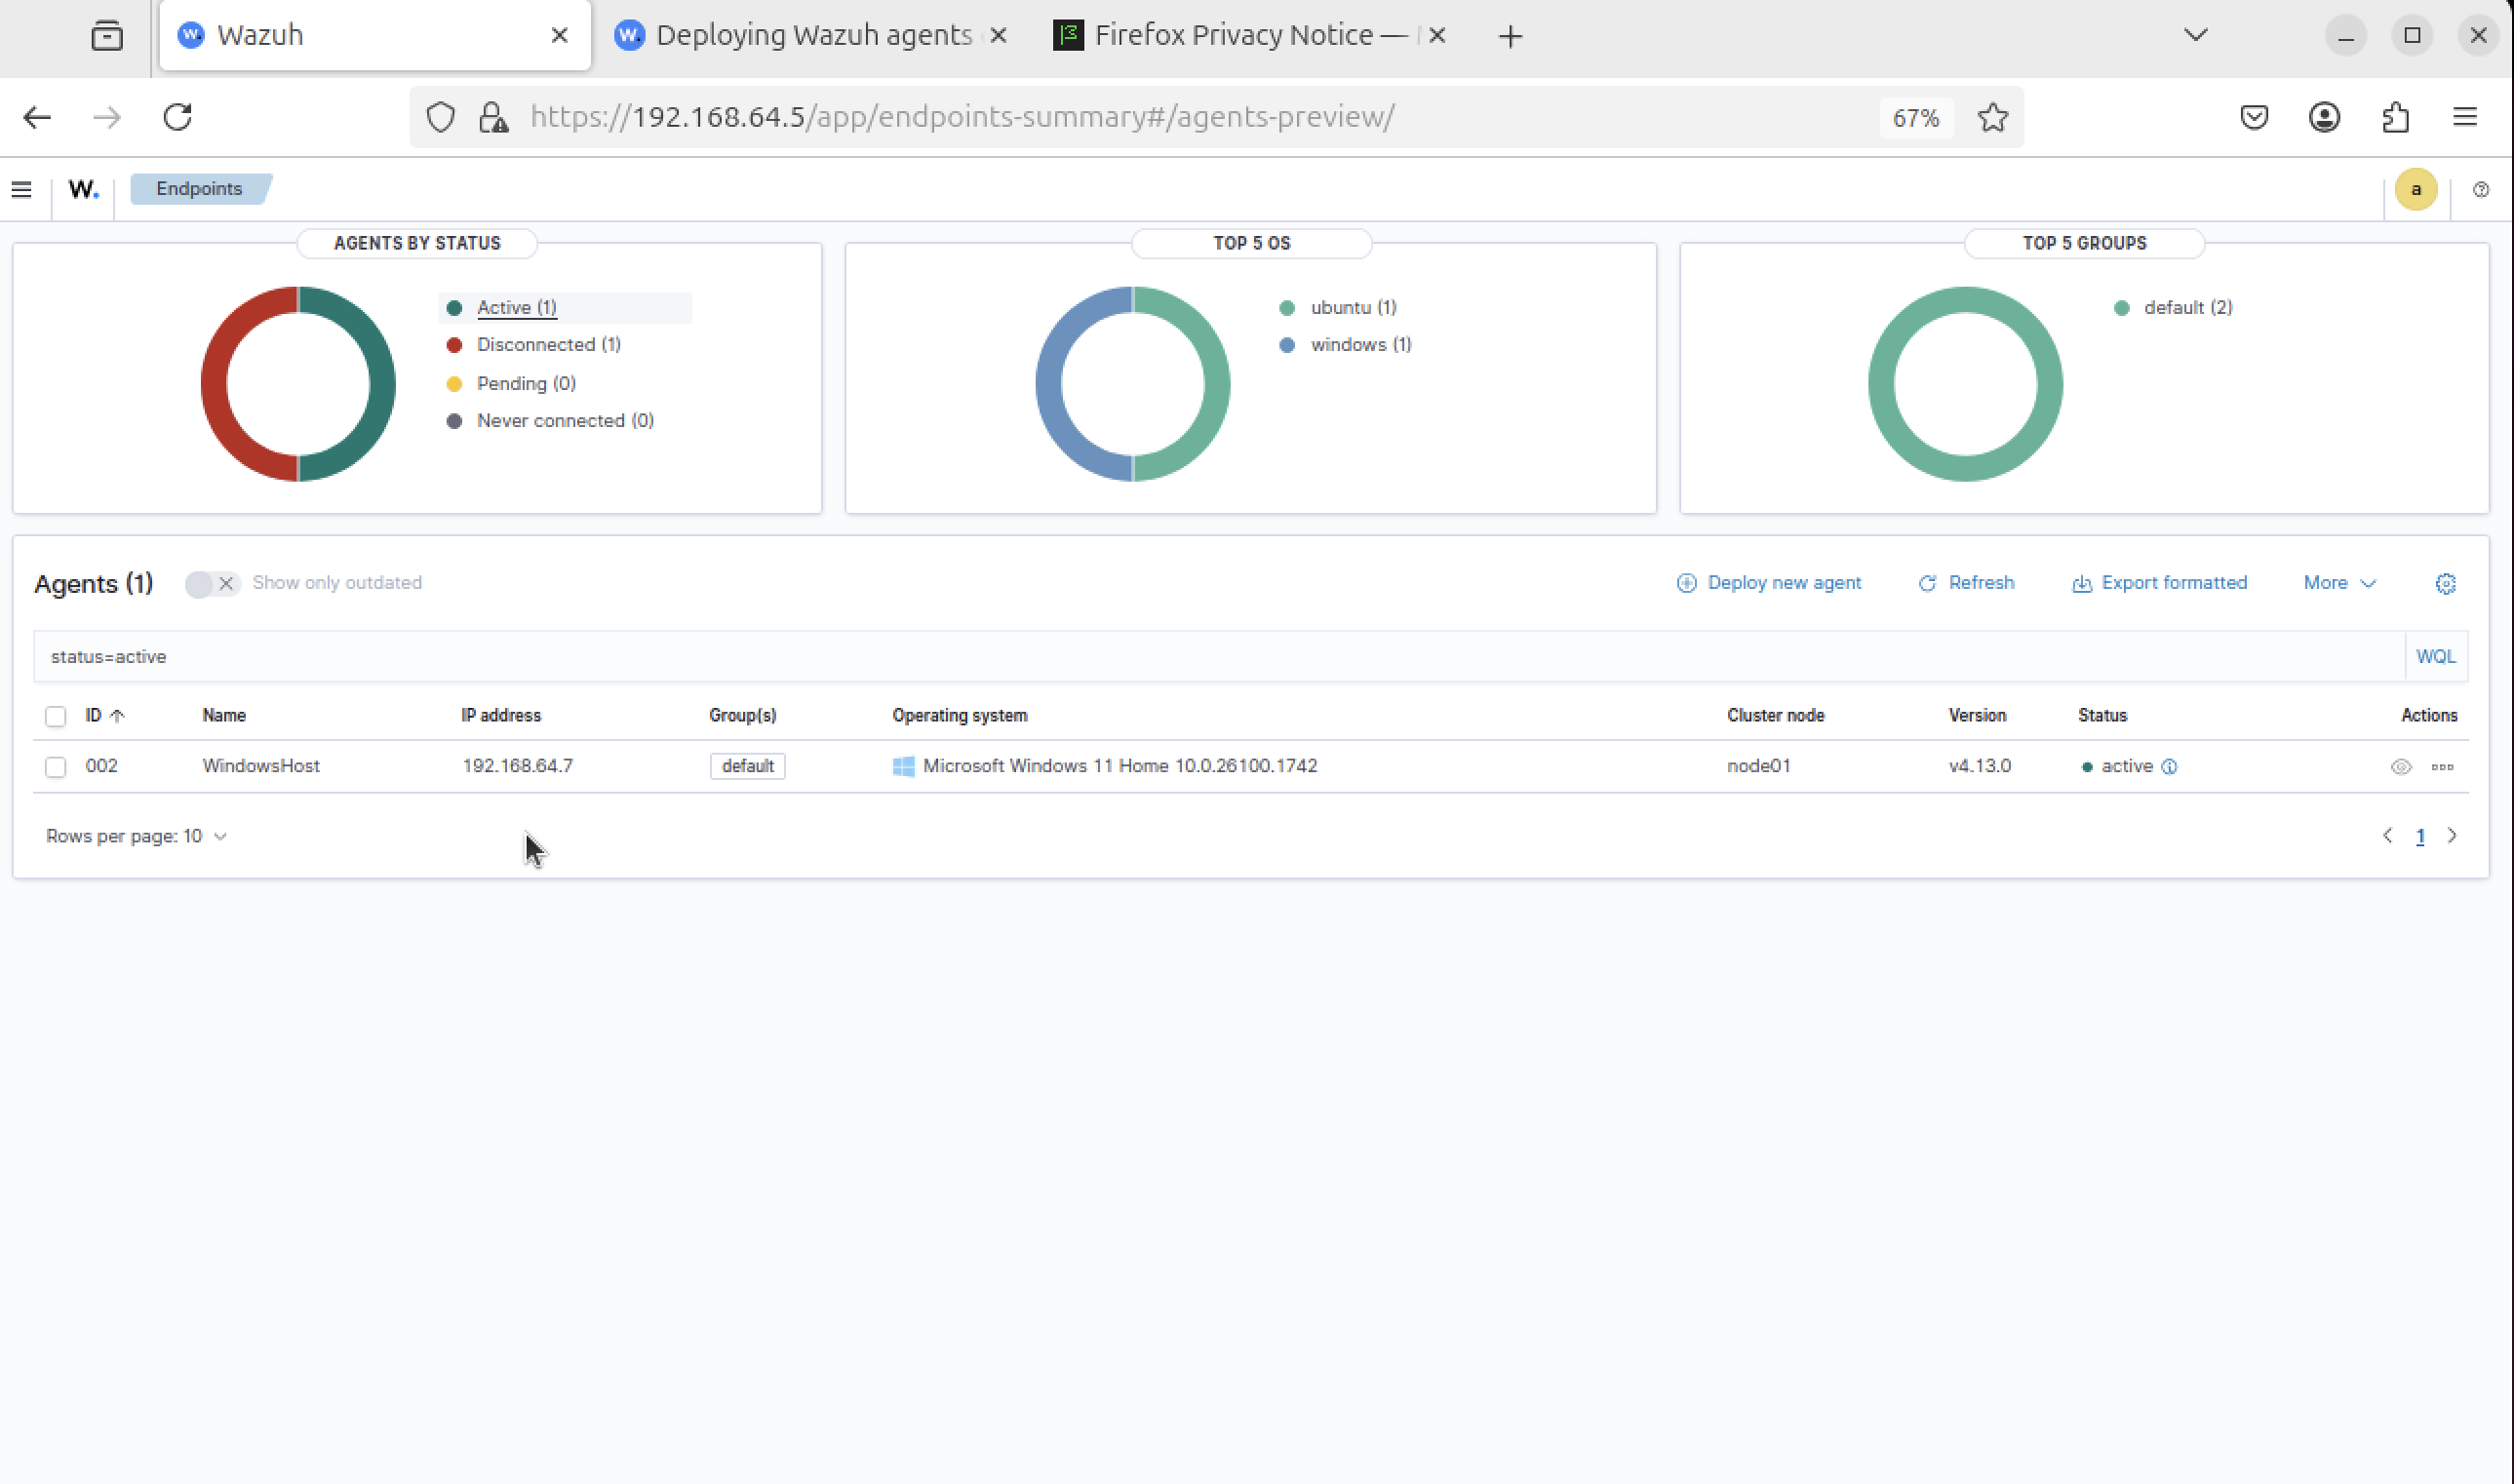 Wazuh
Deploying Wazuh agents
Firefox Privacy Notice —
https://192.168.64.5/app/endpoints-summary#/agents-preview/
67%
W.
Endpoints
a
AGENTS BY STATUS
Active (1)
Disconnected (1)
Pending (0)
Never connected (0)
TOP 5 OS
ubuntu (1)
windows (1)
TOP 5 GROUPS
default (2)
Agents (1)
Show only outdated
Deploy new agent
Refresh
Export formatted
More
status=active
WQL
ID Name IP address Group(s) Operating system Cluster node Version Status Actions
002 WindowsHost 192.168.64.7 default Microsoft Windows 11 Home 10.0.26100.1742 node01 v4.13.0 active
Rows per page: 10
1